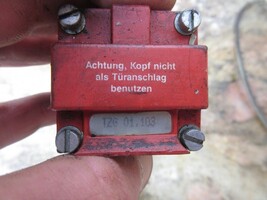 Achtung, Kopf nicht
als Türanschlag
benutzen